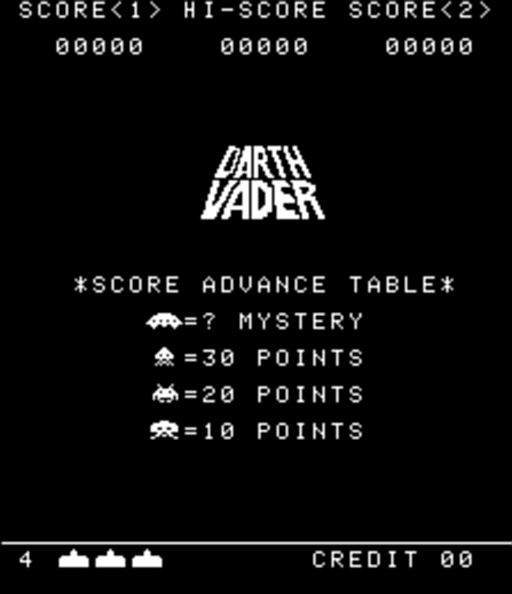 SCORE<1> HI-SCORE SCORE<2>
00000 00000 00000
DARTH
VADER
*SCORE ADVANCE TABLE*
=? MYSTERY
=30 POINTS
=20 POINTS
=10 POINTS
4 CREDIT 00